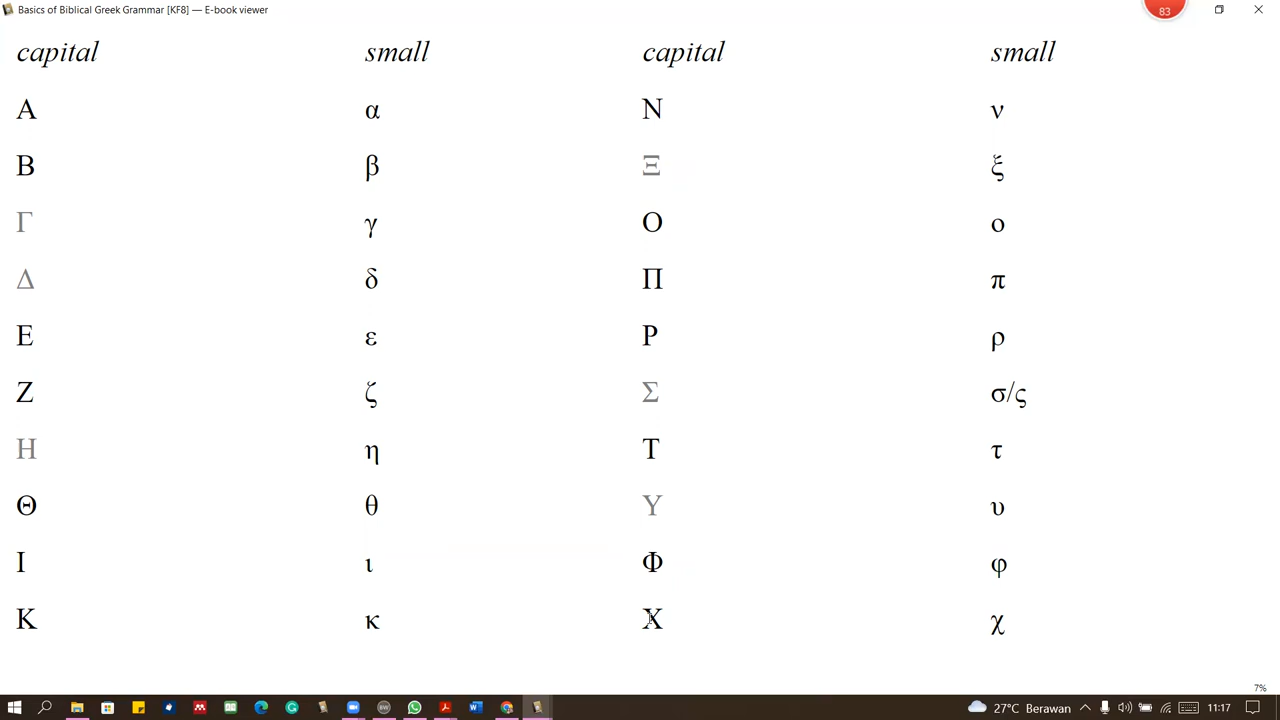 Basics of Biblical Greek Grammar [KF8] — E-book viewer
83
capital small capital small
Α α Ν ν
Β β Ξ ξ
Γ γ Ο ο
Δ δ Π π
Ε ε Ρ ρ
Ζ ζ Σ σ/ς
Η η Τ τ
Θ θ Υ υ
Ι ι Φ φ
Κ κ Χ χ
7%
27°C Berawan 11:17